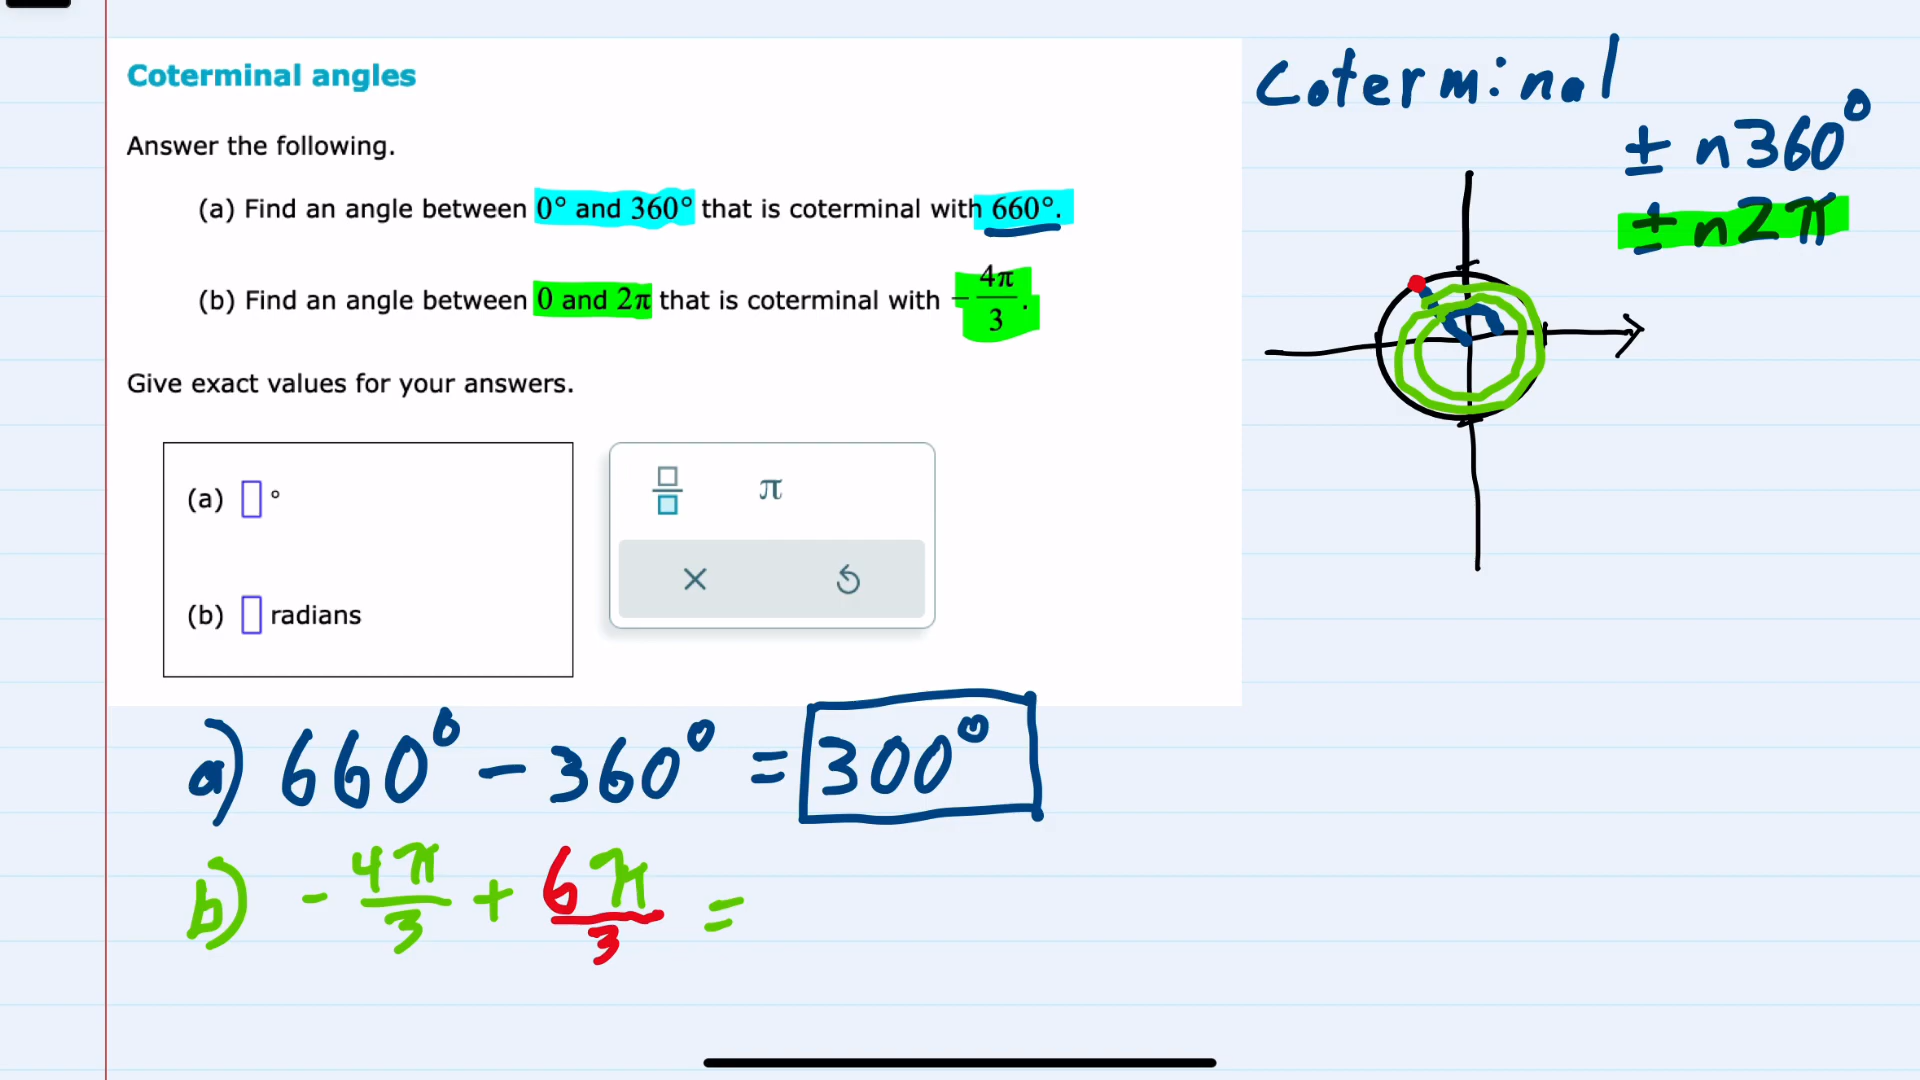 Coterminal angles
Answer the following.
(a) Find an angle between 0° and 360° that is coterminal with 660°.
(b) Find an angle between 0 and 2π that is coterminal with -4π/3.
Give exact values for your answers.
(a) □°
(b) □ radians
□/□ π
× ↺
Coterminal
± n360°
± n2π
a) 660° - 360° = 300°
b) - 4π/3 + 6π/3 =